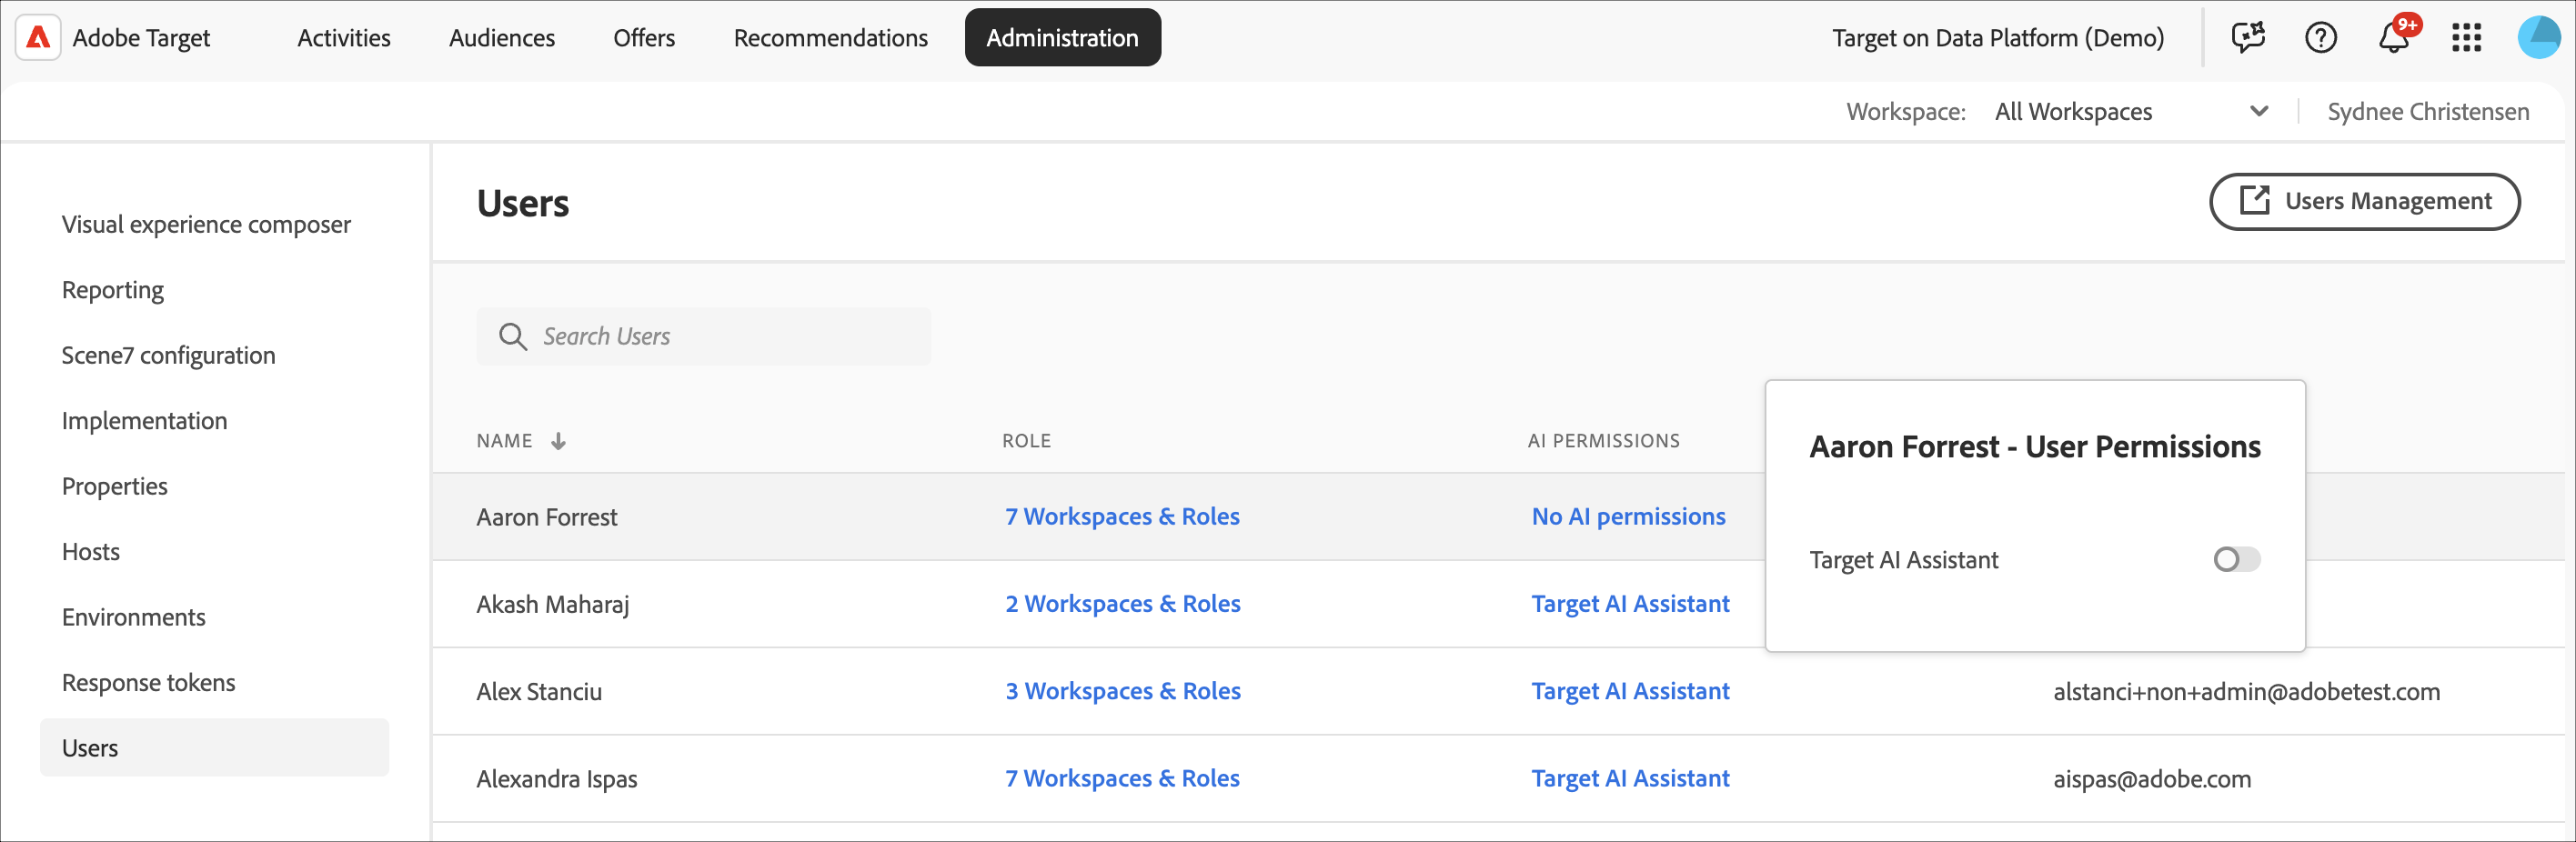 Adobe Target Activities Audiences Offers Recommendations Administration Target on Data Platform (Demo) 9+
Workspace: All Workspaces Sydnee Christensen
Visual experience composer
Reporting
Scene7 configuration
Implementation
Properties
Hosts
Environments
Response tokens
Users
Users
Users Management
Search Users
NAME ROLE AI PERMISSIONS
Aaron Forrest 7 Workspaces & Roles No AI permissions
Akash Maharaj 2 Workspaces & Roles Target AI Assistant
Alex Stanciu 3 Workspaces & Roles Target AI Assistant alstanci+non+admin@adobetest.com
Alexandra Ispas 7 Workspaces & Roles Target AI Assistant aispas@adobe.com
Aaron Forrest - User Permissions
Target AI Assistant